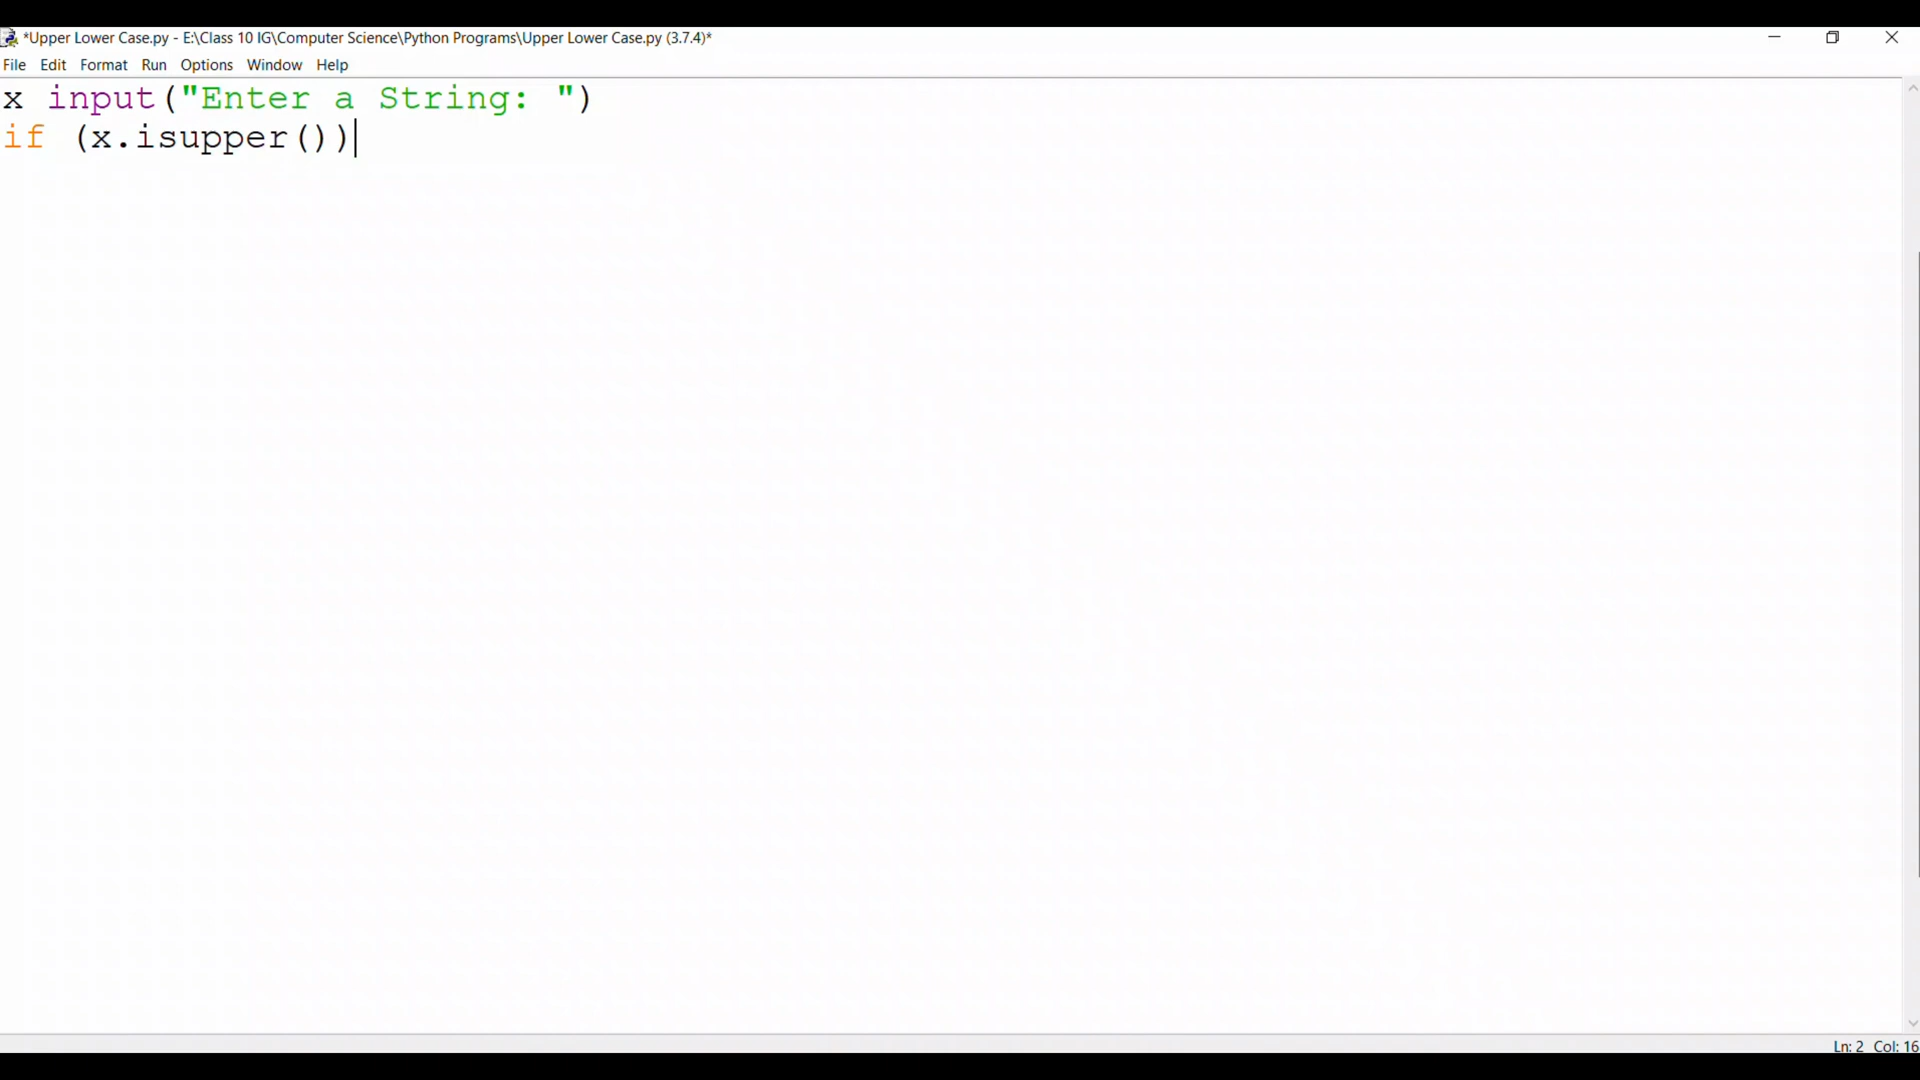 *Upper Lower Case.py - E:\Class 10 IG\Computer Science\Python Programs\Upper Lower Case.py (3.7.4)*
File Edit Format Run Options Window Help
x input("Enter a String: ")
if (x.isupper())
Ln: 2 Col: 16